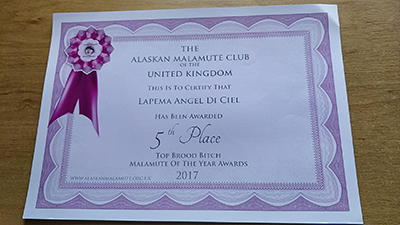 THE
ALASKAN MALAMUTE CLUB
OF THE
UNITED KINGDOM
THIS IS TO CERTIFY THAT
LAPEMA ANGEL DI CIEL
HAS BEEN AWARDED
5th Place
TOP BROOD BITCH
MALAMUTE OF THE YEAR AWARDS
2017
WWW.ALASKANMALAMUTE.ORG.UK